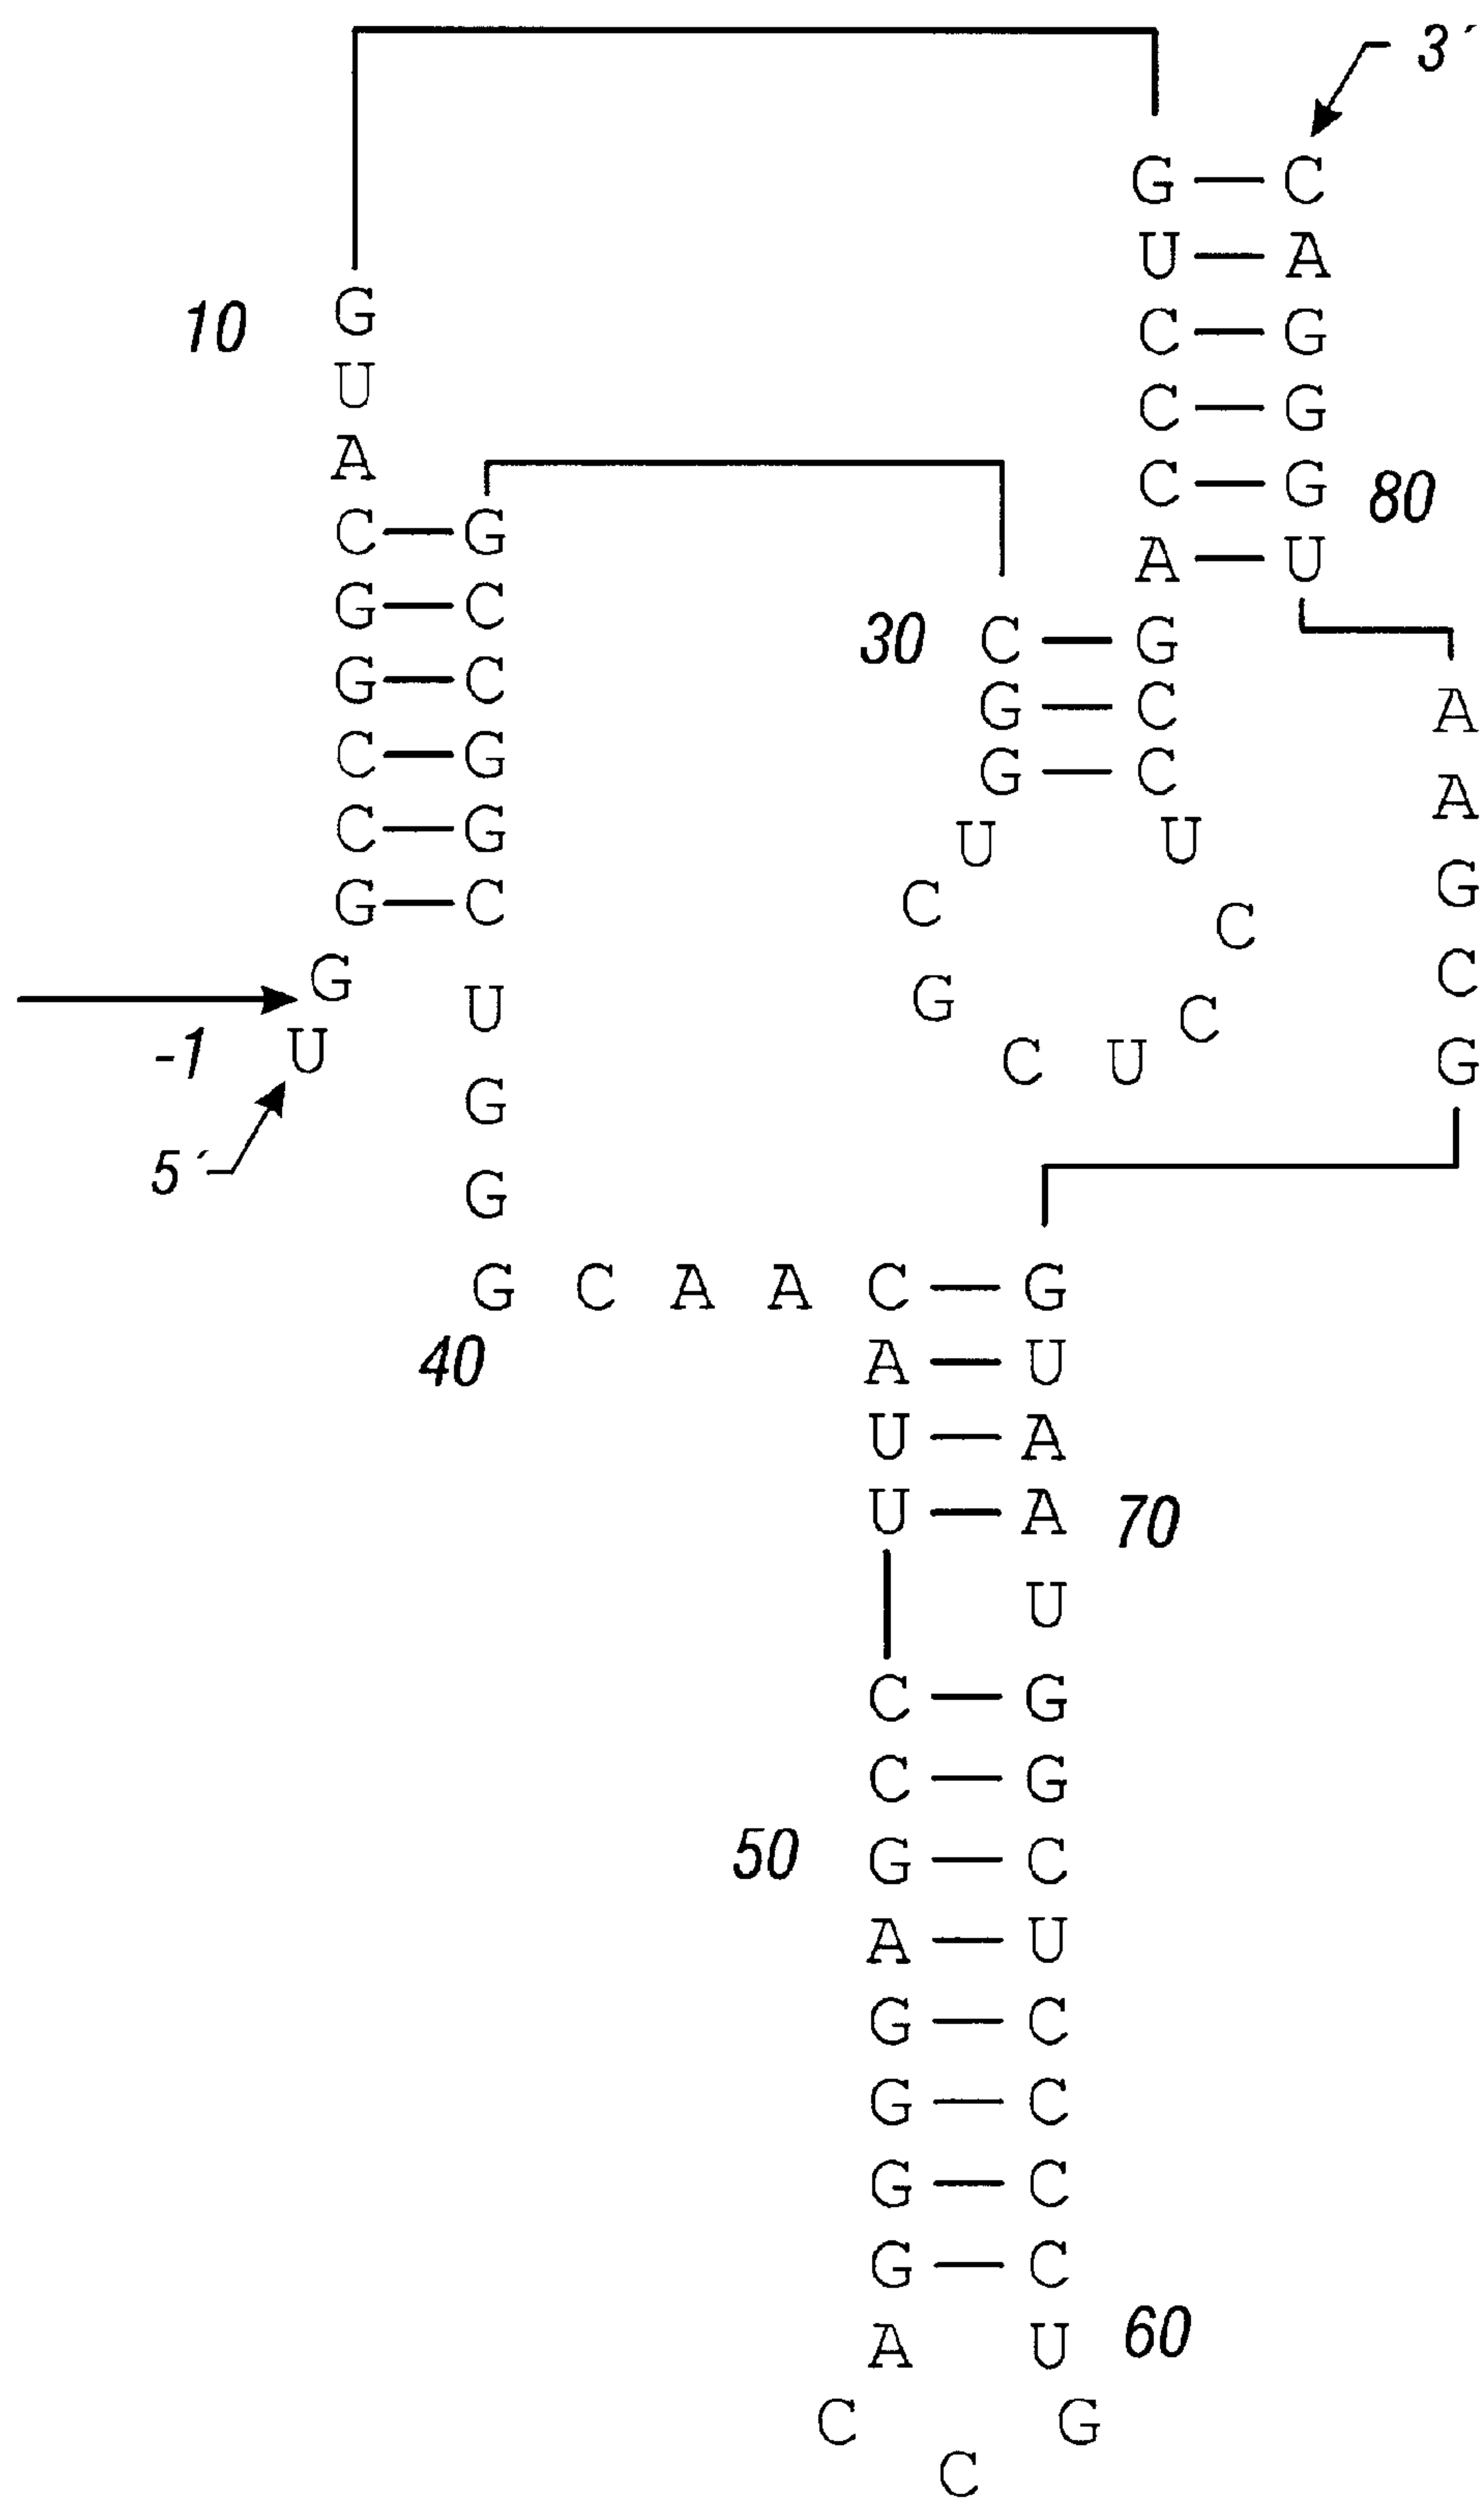 3´
G C
U A
10 G C G
U C G
A C G 80
C G A U
G C 30 C G
G C G C A
C G G C A
C G U U G
G C C C C
G U G C U C G
-1 U G
5´ G
G C A A C G
40 A U
U A
U A 70
U
C G
C G
50 G C
A U
G C
G C
G C
G C
A U 60
C C G